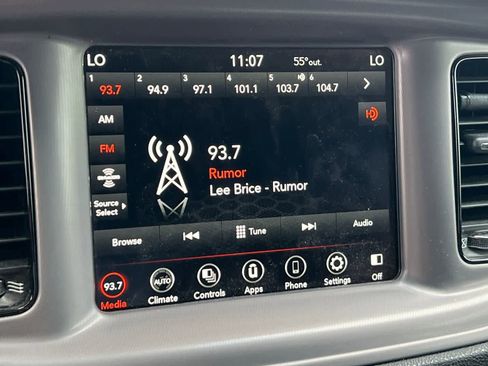 LO 11:07 55°out. LO
1 2 3 4 5 6
93.7 94.9 97.1 101.1 103.7 104.7
AM
FM
93.7
Rumor
Lee Brice - Rumor
Source
Select
Browse Tune Audio
93.7 AUTO
Media Climate Controls Apps Phone Settings Off